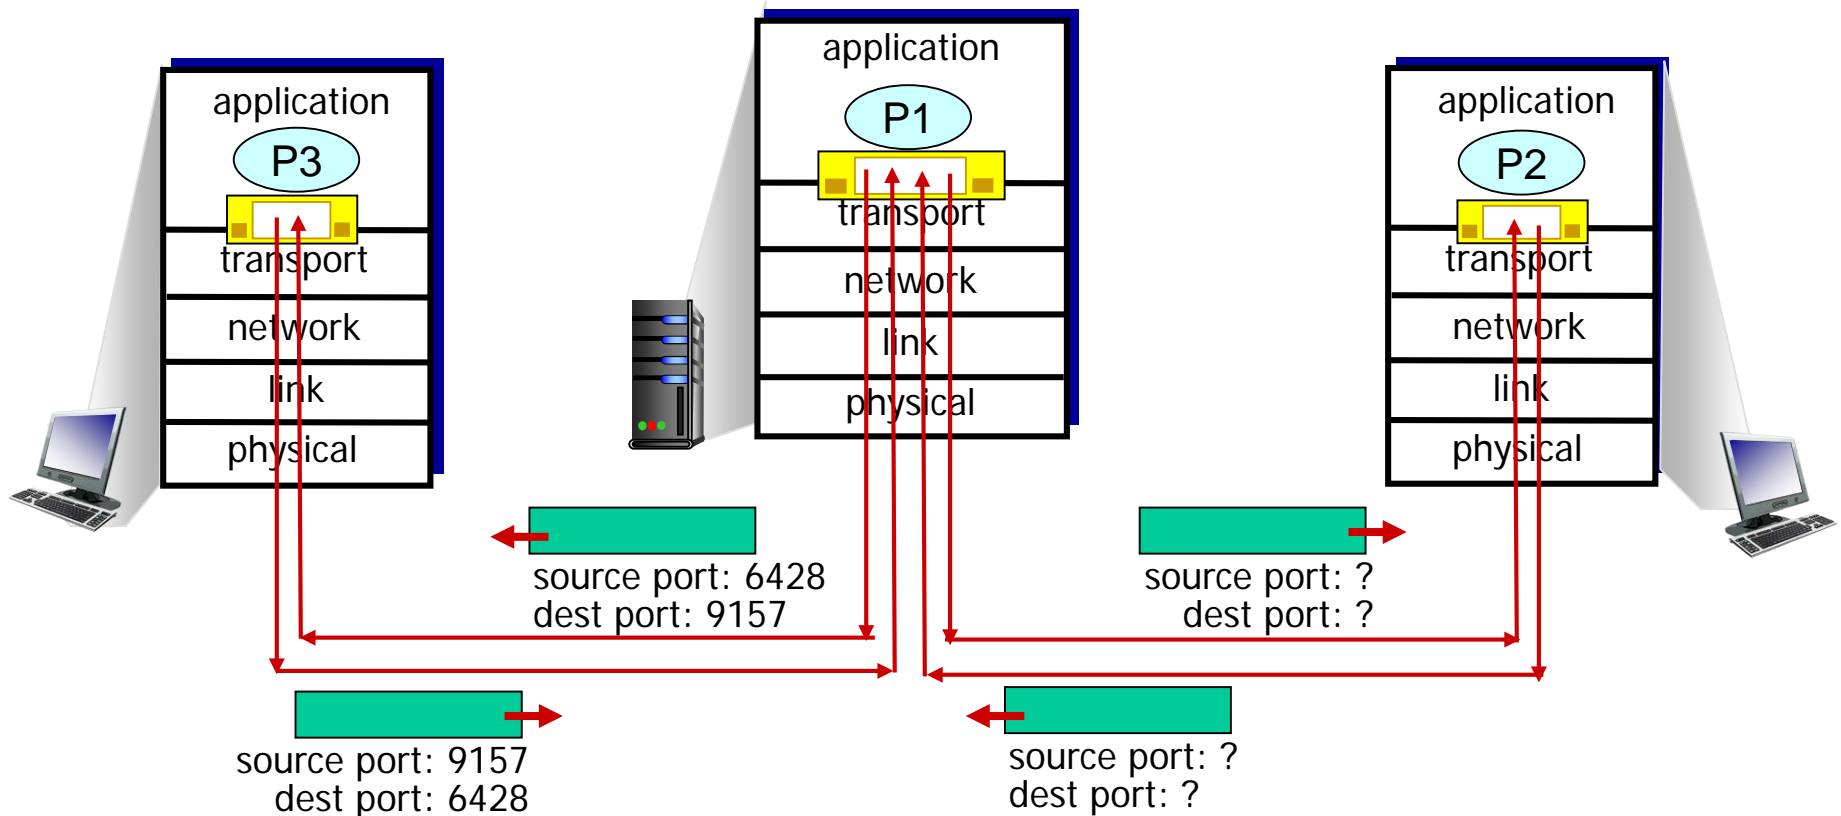 application
P3
transport
network
link
physical
application
P1
transport
network
link
physical
application
P2
transport
network
link
physical
source port: 6428
dest port: 9157
source port: ?
dest port: ?
source port: 9157
dest port: 6428
source port: ?
dest port: ?